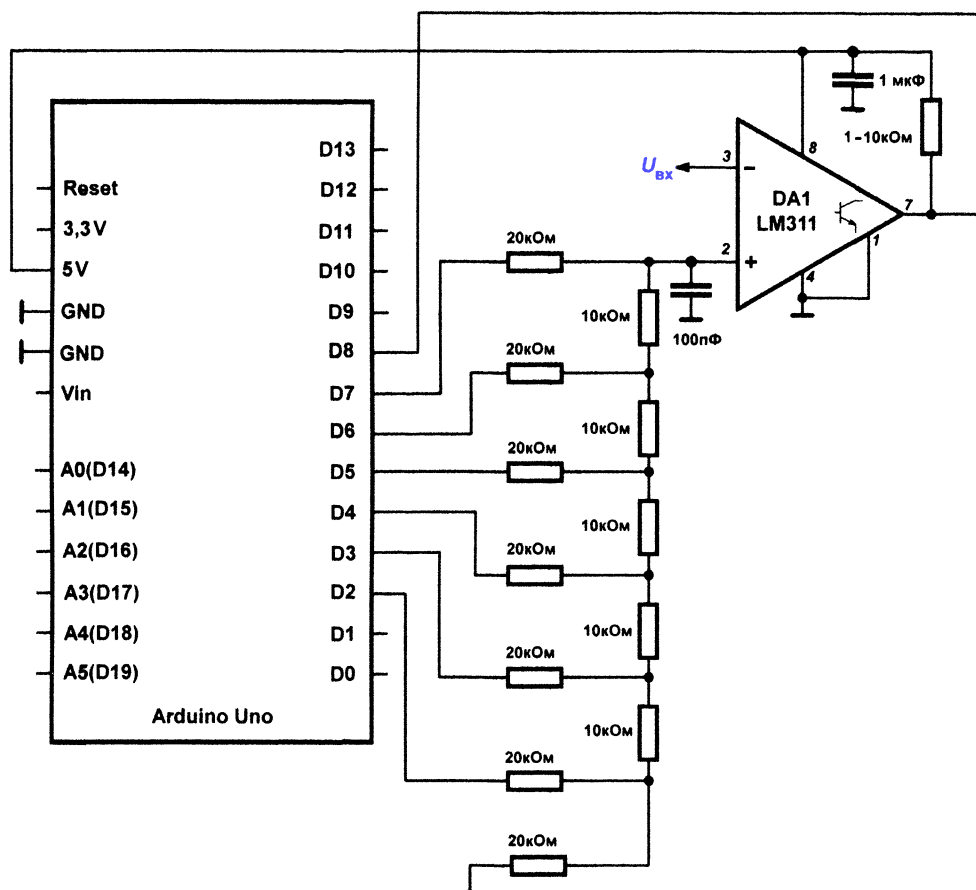 1 мкФ
1-10кОм
8
3
−
Uвх
DA1
LM311
7
1
2
+
4
100пФ
D13
Reset
D12
3,3V
D11
5V
D10
GND
D9
GND
D8
Vin
D7
D6
A0(D14)
D5
A1(D15)
D4
A2(D16)
D3
A3(D17)
D2
A4(D18)
D1
A5(D19)
D0
Arduino Uno
20кОм
10кОм
20кОм
10кОм
20кОм
10кОм
20кОм
10кОм
20кОм
10кОм
20кОм
20кОм